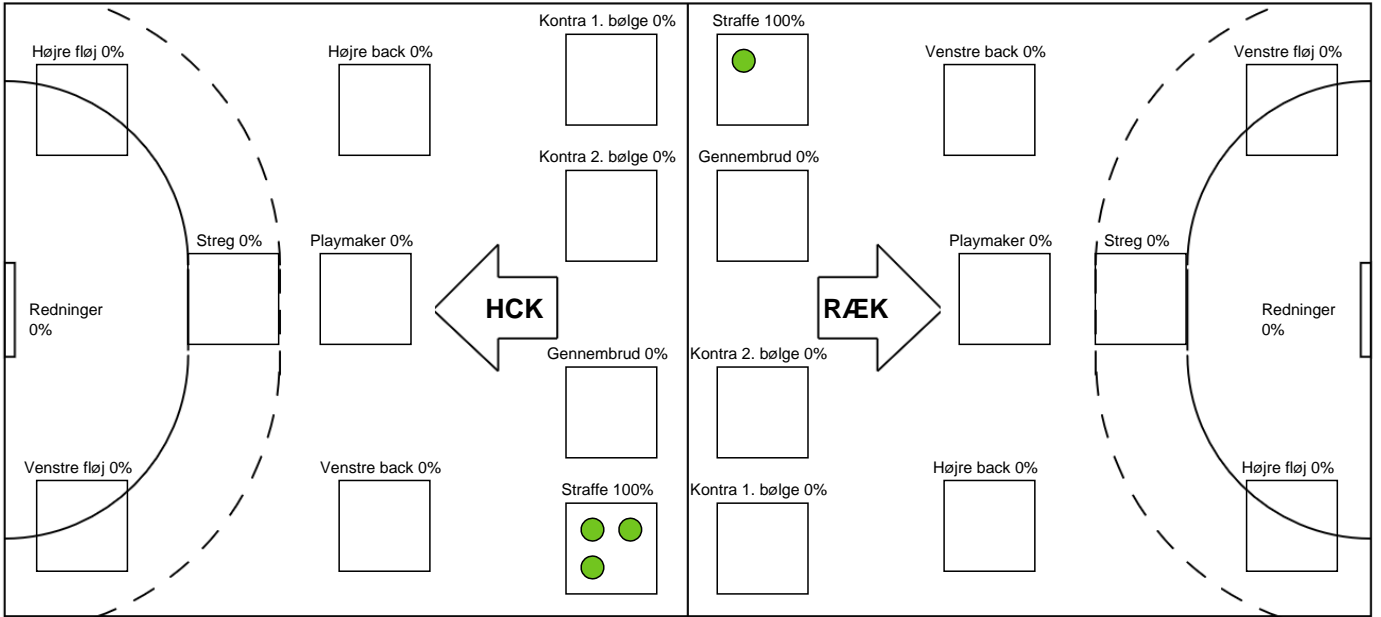 Kontra 1. bølge 0%
Straffe 100%
Højre fløj 0%
Højre back 0%
Venstre back 0%
Venstre fløj 0%
Kontra 2. bølge 0%
Gennembrud 0%
Streg 0%
Playmaker 0%
Playmaker 0%
Streg 0%
Redninger
0%
HCK
RÆK
Redninger
0%
Gennembrud 0%
Kontra 2. bølge 0%
Venstre fløj 0%
Venstre back 0%
Højre back 0%
Højre fløj 0%
Straffe 100%
Kontra 1. bølge 0%